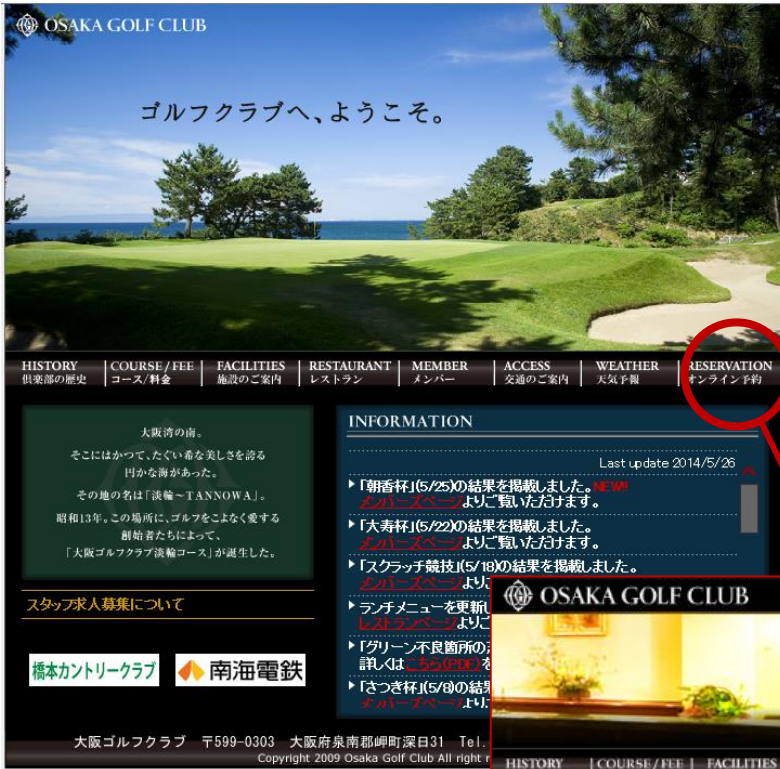 OSAKA GOLF CLUB
ゴルフクラブへ、ようこそ。
HISTORY
倶楽部の歴史
COURSE/FEE
コース/料金
FACILITIES
施設のご案内
RESTAURANT
レストラン
MEMBER
メンバー
ACCESS
交通のご案内
WEATHER
天気予報
RESERVATION
オンライン予約
大阪湾の南。
そこにはかつて、たぐい希な美しさを誇る
円かな海があった。
その地の名は「淡輪~TANNOWA」。
昭和13年。この場所に、ゴルフをこよなく愛する
創始者たちによって、
「大阪ゴルフクラブ淡輪コース」が誕生した。
スタッフ求人募集について
橋本カントリークラブ
南海電鉄
INFORMATION
Last update 2014/5/26
「朝香杯」(5/25)の結果を掲載しました。NEW!!
メンバーズページよりご覧いただけます。
「大寿杯」(5/22)の結果を掲載しました。
メンバーズページよりご覧いただけます。
「スクラッチ競技」(5/18)の結果を掲載しました。
メンバーズページよりご
ランチメニューを更新し
レストランページよりご
「グリーン不良箇所の
詳しくはこちら(PDF)を
「さつき杯」(5/8)の結果
メンバーズページより
大阪ゴルフクラブ 〒599-0303 大阪府泉南郡岬町深日31 Tel.
Copyright 2009 Osaka Golf Club All right r
OSAKA GOLF CLUB
HISTORY
COURSE/FEE
FACILITIES